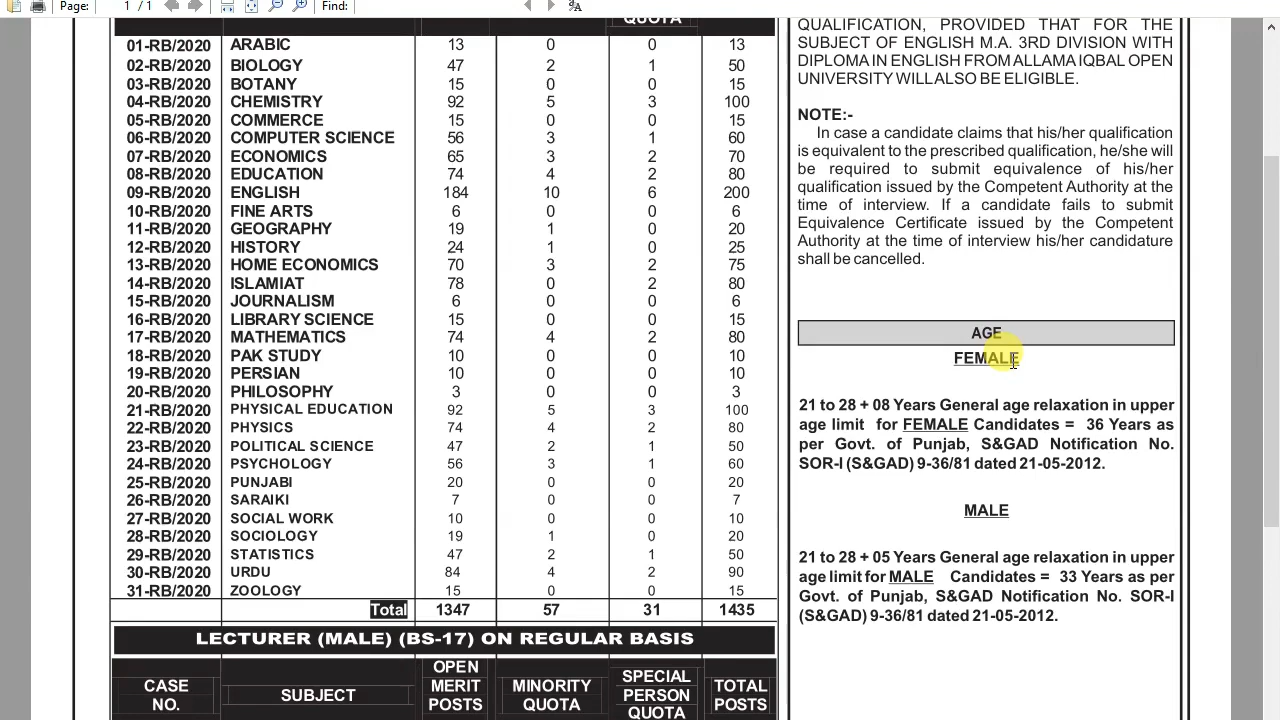 Page: 1 / 1 Find:
QUOTA
01-RB/2020 ARABIC 13 0 0 13
02-RB/2020 BIOLOGY 47 2 1 50
03-RB/2020 BOTANY 15 0 0 15
04-RB/2020 CHEMISTRY 92 5 3 100
05-RB/2020 COMMERCE 15 0 0 15
06-RB/2020 COMPUTER SCIENCE 56 3 1 60
07-RB/2020 ECONOMICS 65 3 2 70
08-RB/2020 EDUCATION 74 4 2 80
09-RB/2020 ENGLISH 184 10 6 200
10-RB/2020 FINE ARTS 6 0 0 6
11-RB/2020 GEOGRAPHY 19 1 0 20
12-RB/2020 HISTORY 24 1 0 25
13-RB/2020 HOME ECONOMICS 70 3 2 75
14-RB/2020 ISLAMIAT 78 0 2 80
15-RB/2020 JOURNALISM 6 0 0 6
16-RB/2020 LIBRARY SCIENCE 15 0 0 15
17-RB/2020 MATHEMATICS 74 4 2 80
18-RB/2020 PAK STUDY 10 0 0 10
19-RB/2020 PERSIAN 10 0 0 10
20-RB/2020 PHILOSOPHY 3 0 0 3
21-RB/2020 PHYSICAL EDUCATION 92 5 3 100
22-RB/2020 PHYSICS 74 4 2 80
23-RB/2020 POLITICAL SCIENCE 47 2 1 50
24-RB/2020 PSYCHOLOGY 56 3 1 60
25-RB/2020 PUNJABI 20 0 0 20
26-RB/2020 SARAIKI 7 0 0 7
27-RB/2020 SOCIAL WORK 10 0 0 10
28-RB/2020 SOCIOLOGY 19 1 0 20
29-RB/2020 STATISTICS 47 2 1 50
30-RB/2020 URDU 84 4 2 90
31-RB/2020 ZOOLOGY 15 0 0 15
Total 1347 57 31 1435
LECTURER (MALE) (BS-17) ON REGULAR BASIS
CASE NO. SUBJECT OPEN MERIT POSTS MINORITY QUOTA SPECIAL PERSON QUOTA TOTAL POSTS
QUALIFICATION, PROVIDED THAT FOR THE
SUBJECT OF ENGLISH M.A. 3RD DIVISION WITH
DIPLOMA IN ENGLISH FROM ALLAMA IQBAL OPEN
UNIVERSITY WILL ALSO BE ELIGIBLE.
NOTE:-
In case a candidate claims that his/her qualification
is equivalent to the prescribed qualification, he/she will
be required to submit equivalence of his/her
qualification issued by the Competent Authority at the
time of interview. If a candidate fails to submit
Equivalence Certificate issued by the Competent
Authority at the time of interview his/her candidature
shall be cancelled.
AGE
FEMALE
21 to 28 + 08 Years General age relaxation in upper
age limit for FEMALE Candidates = 36 Years as
per Govt. of Punjab, S&GAD Notification No.
SOR-I (S&GAD) 9-36/81 dated 21-05-2012.
MALE
21 to 28 + 05 Years General age relaxation in upper
age limit for MALE Candidates = 33 Years as per
Govt. of Punjab, S&GAD Notification No. SOR-I
(S&GAD) 9-36/81 dated 21-05-2012.